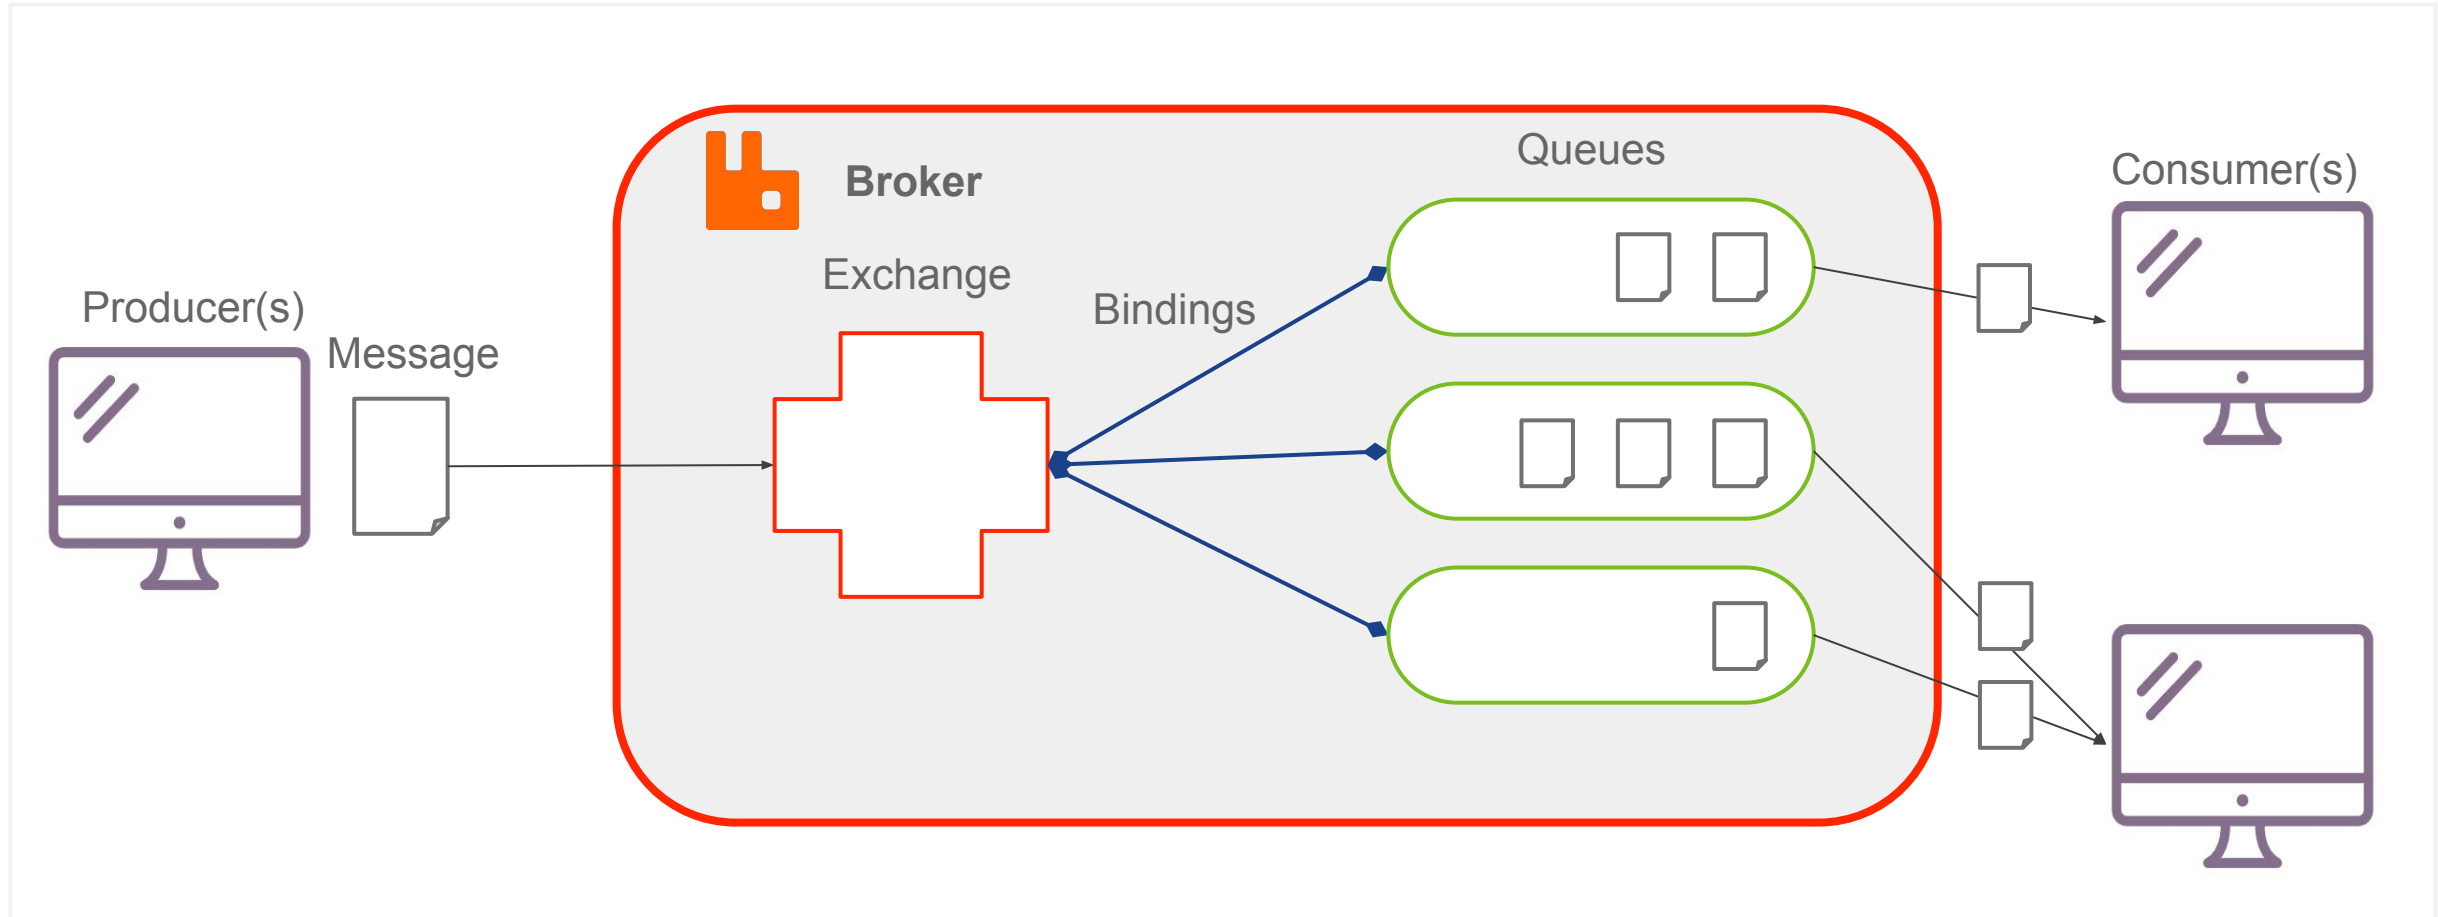 Producer(s)
Message
Broker
Exchange
Bindings
Queues
Consumer(s)